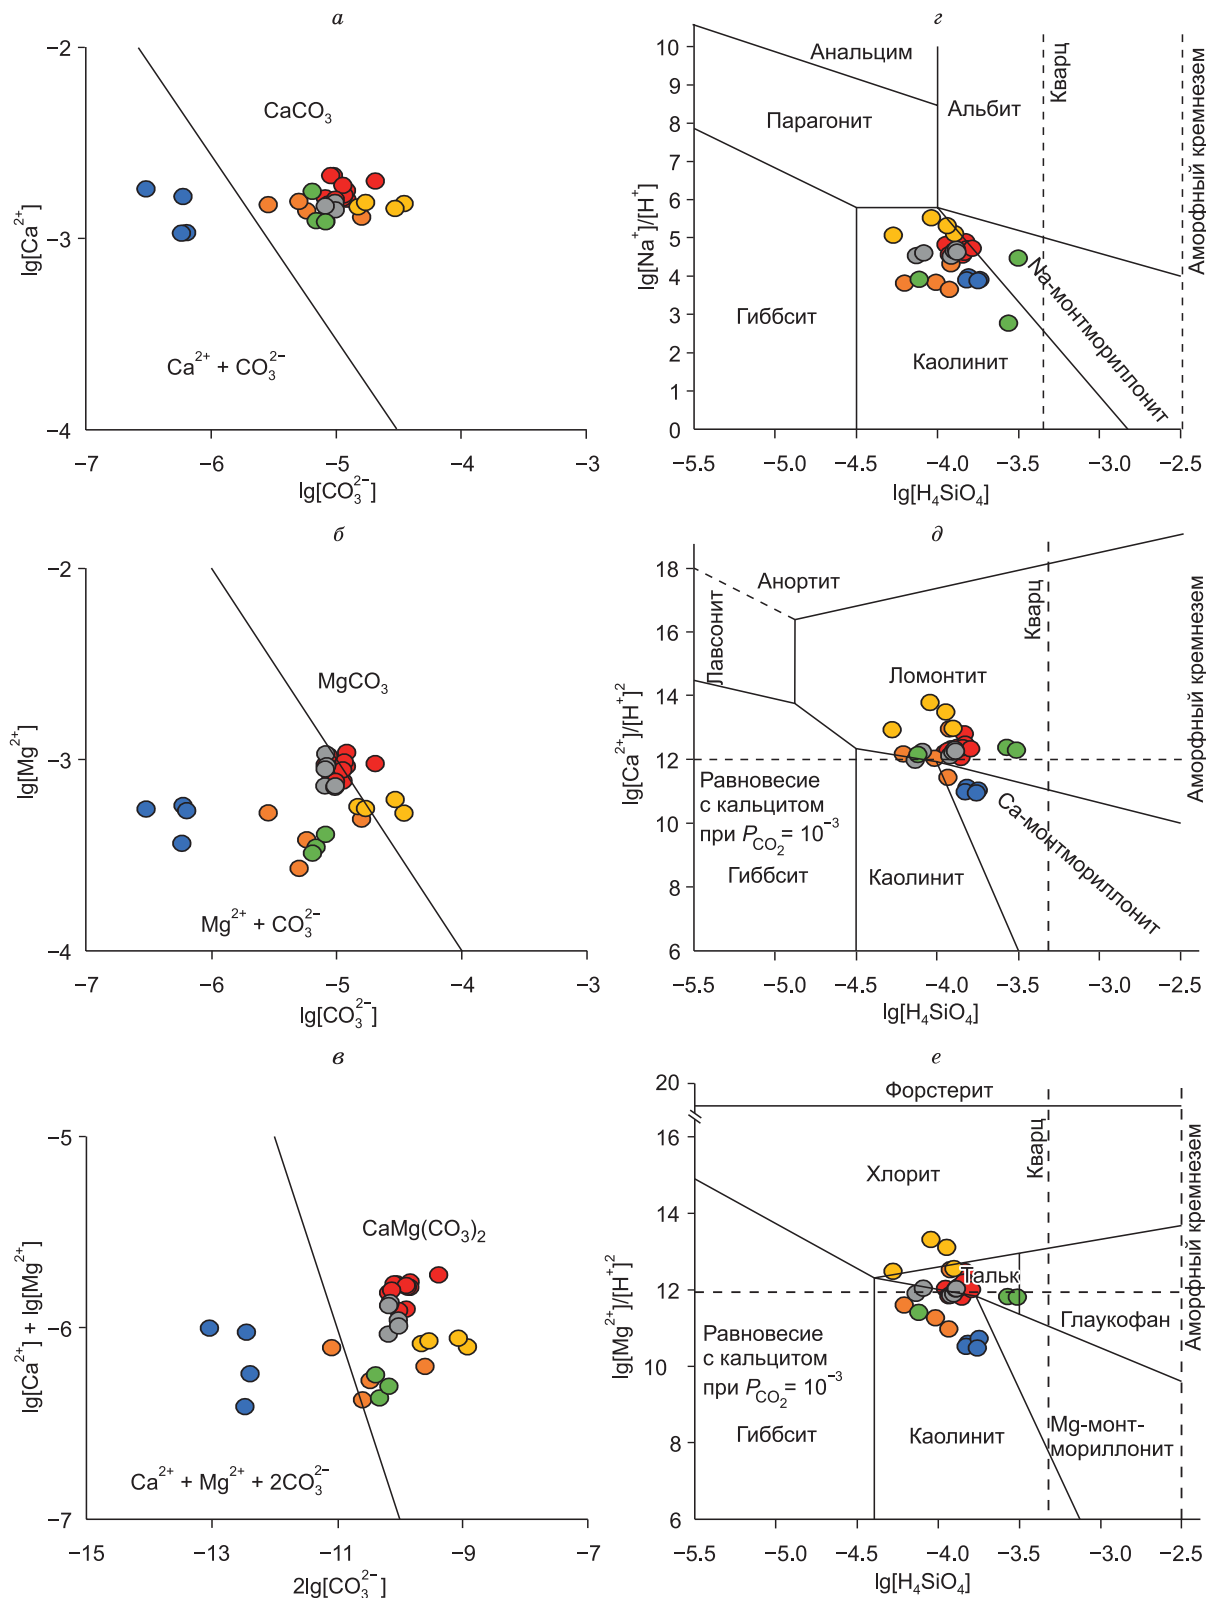 а
−2
−3
−4
lg[Ca²⁺]
CaCO₃
Ca²⁺ + CO₃²⁻
−7
−6
−5
−4
−3
lg[CO₃²⁻]
г
10
9
8
7
6
5
4
3
2
1
0
lg[Na⁺]/[H⁺]
Анальцим
Парагонит
Альбит
Кварц
Аморфный кремнезем
Гиббсит
Каолинит
Na-монтмориллонит
−5.5
−5.0
−4.5
−4.0
−3.5
−3.0
−2.5
lg[H₄SiO₄]
б
−2
−3
−4
lg[Mg²⁺]
MgCO₃
Mg²⁺ + CO₃²⁻
−7
−6
−5
−4
−3
lg[CO₃²⁻]
д
18
16
14
12
10
8
6
lg[Ca²⁺]/[H⁺]²
Лавсонит
Анортит
Кварц
Аморфный кремнезем
Ломонтит
Равновесие
с кальцитом
при P_CO₂ = 10⁻³
Гиббсит
Каолинит
Ca-монтмориллонит
−5.5
−5.0
−4.5
−4.0
−3.5
−3.0
−2.5
lg[H₄SiO₄]
в
−5
−6
−7
lg[Ca²⁺] + lg[Mg²⁺]
CaMg(CO₃)₂
Ca²⁺ + Mg²⁺ + 2CO₃²⁻
−15
−13
−11
−9
−7
2lg[CO₃²⁻]
е
20
16
14
12
10
8
6
lg[Mg²⁺]/[H⁺]²
Форстерит
Хлорит
Кварц
Аморфный кремнезем
Тальк
Глаукофан
Равновесие
с кальцитом
при P_CO₂ = 10⁻³
Гиббсит
Каолинит
Mg-монт-
мориллонит
−5.5
−5.0
−4.5
−4.0
−3.5
−3.0
−2.5
lg[H₄SiO₄]